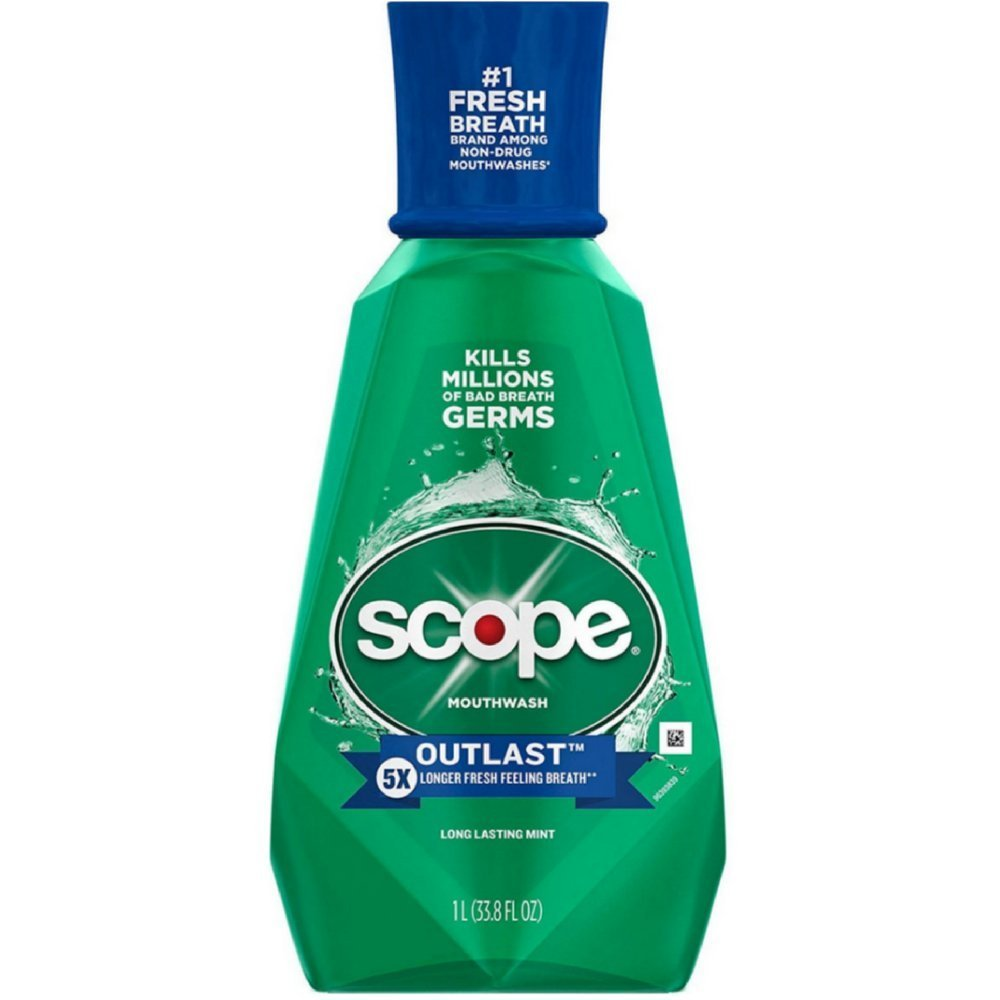 #1
FRESH
BREATH
BRAND AMONG
NON-DRUG
MOUTHWASHES*
KILLS
MILLIONS
OF BAD BREATH
GERMS
scope®
MOUTHWASH
OUTLAST™
5X LONGER FRESH FEELING BREATH**
LONG LASTING MINT
1 L (33.8 FL OZ)